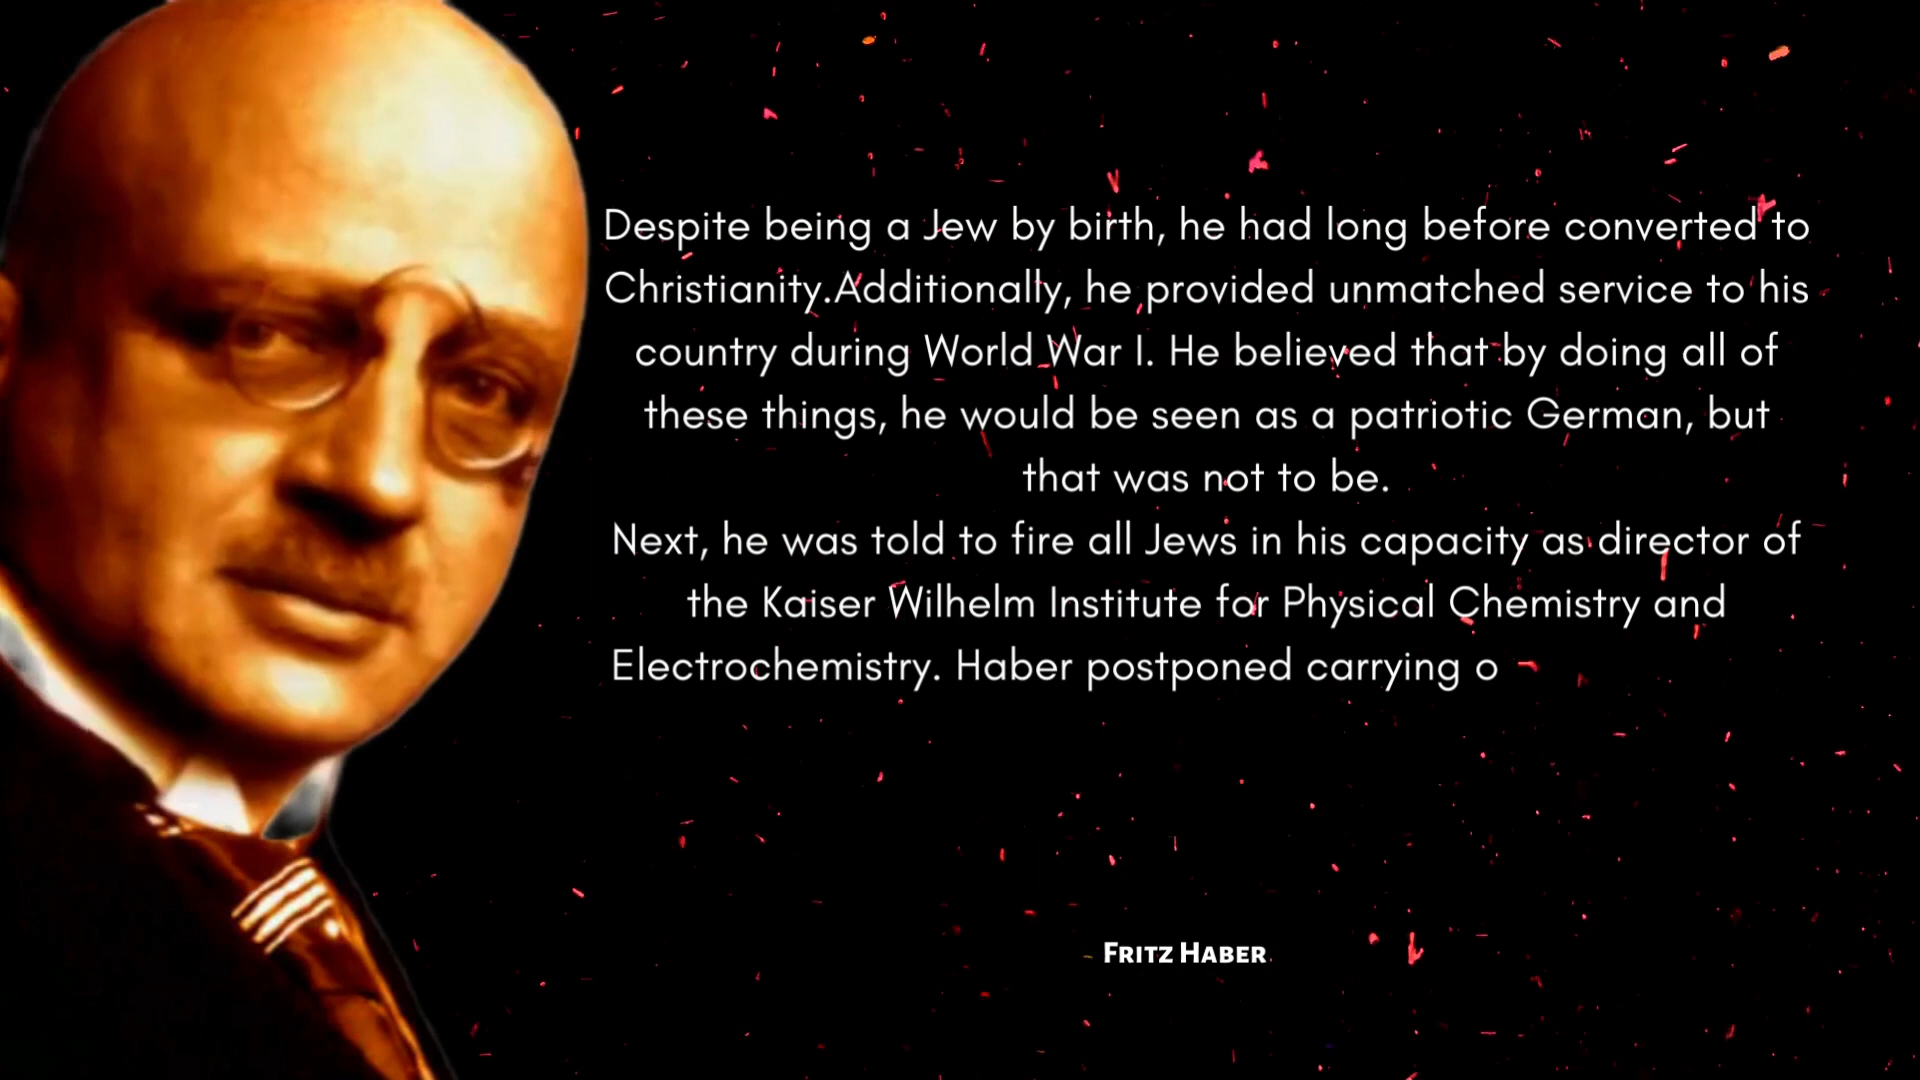 Despite being a Jew by birth, he had long before converted to
Christianity.Additionally, he provided unmatched service to his
country during World War I. He believed that by doing all of
these things, he would be seen as a patriotic German, but
that was not to be.
Next, he was told to fire all Jews in his capacity as director of
the Kaiser Wilhelm Institute for Physical Chemistry and
Electrochemistry. Haber postponed carrying o
Fritz Haber